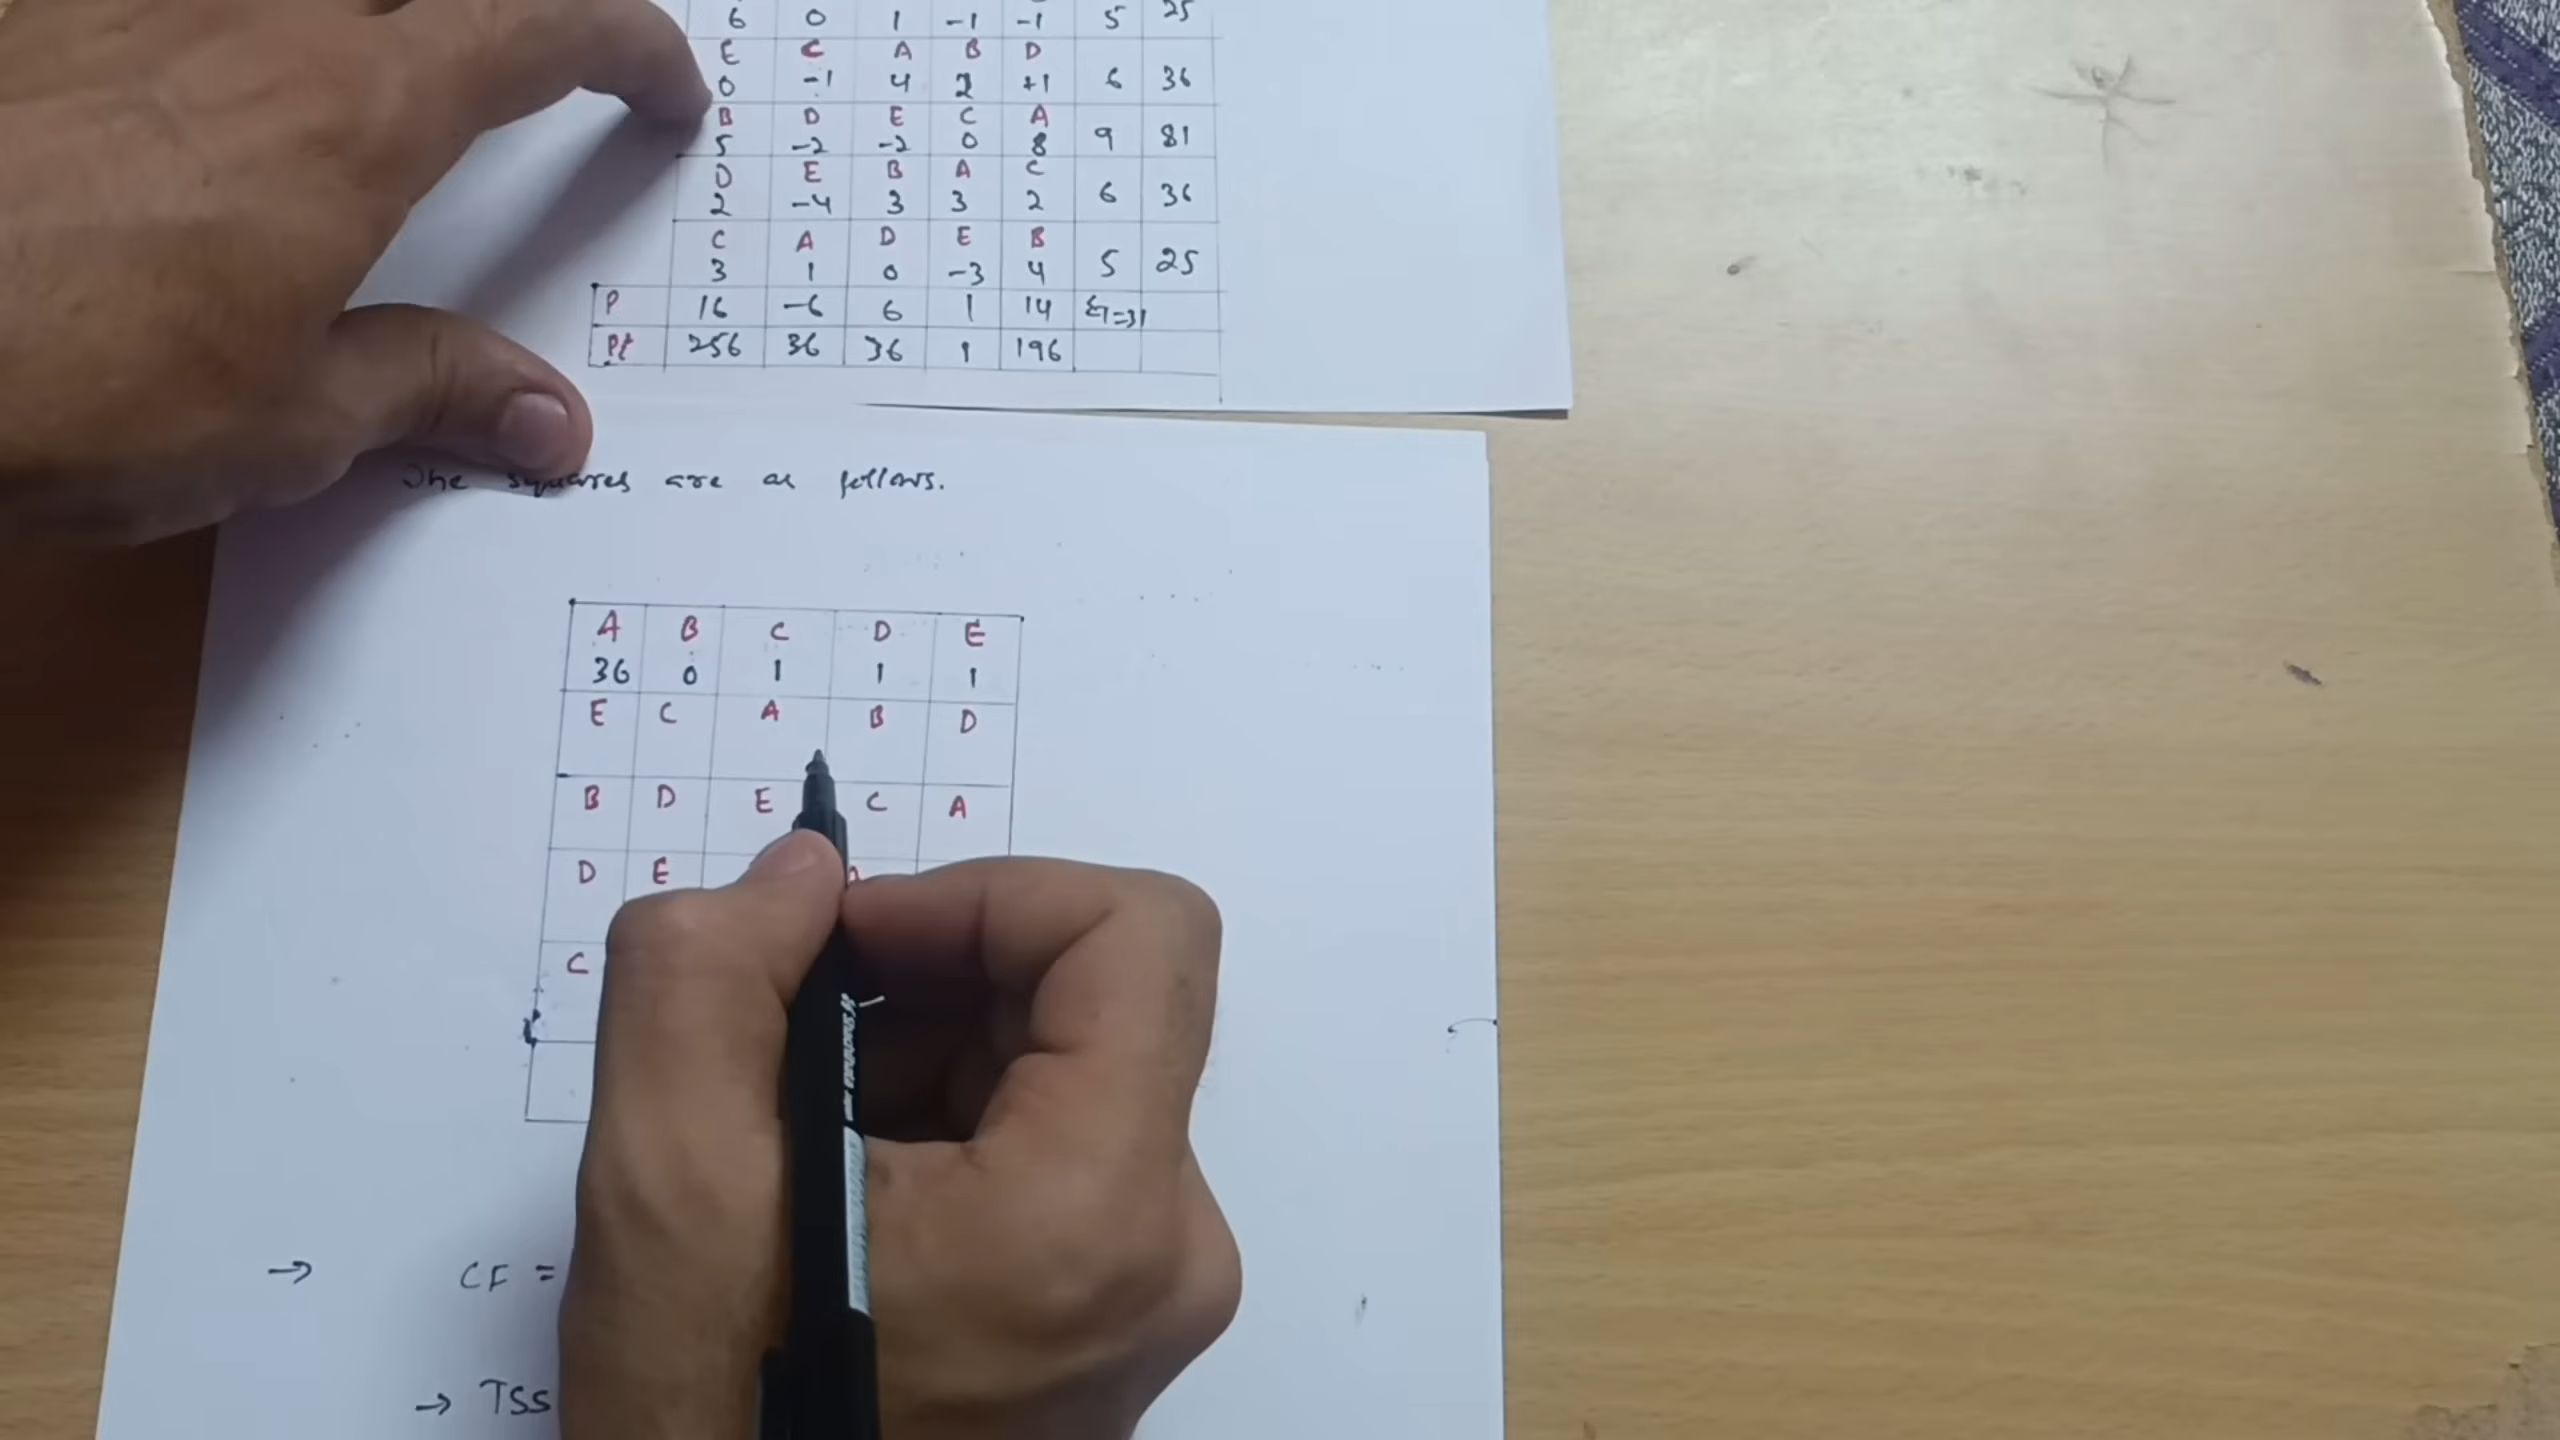 6 0 1 -1 -1 5 25
E C A B D
0 -1 4 2 +1 6 36
B D E C A
5 -2 -2 0 8 9 81
D E B A C
2 -4 3 3 2 6 36
C A D E B
3 1 0 -3 4 5 25
P 16 -6 6 1 14 =31
256 36 36 1 196
The squares are as follows.
A B C D E
36 0 1 1 1
E C A B D
B D E C A
D E
C
→ CF =
→ TSS